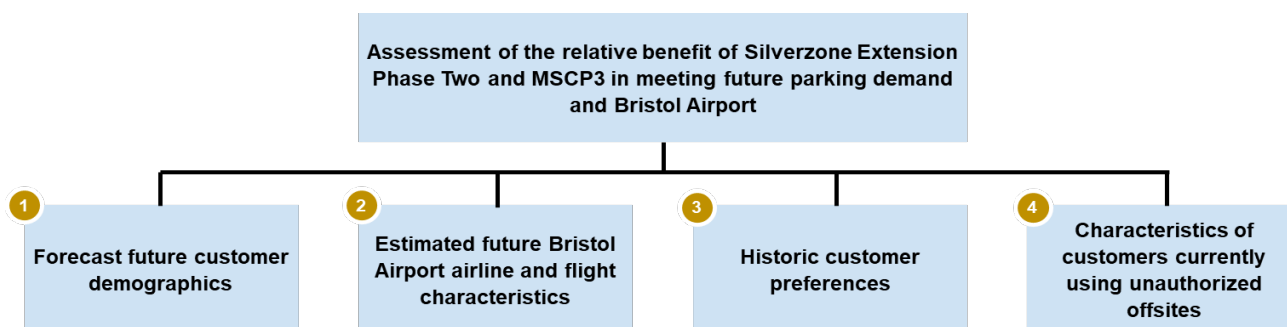 Assessment of the relative benefit of Silverzone Extension
Phase Two and MSCP3 in meeting future parking demand
and Bristol Airport
1
Forecast future customer
demographics
2
Estimated future Bristol
Airport airline and flight
characteristics
3
Historic customer
preferences
4
Characteristics of
customers currently
using unauthorized
offsites